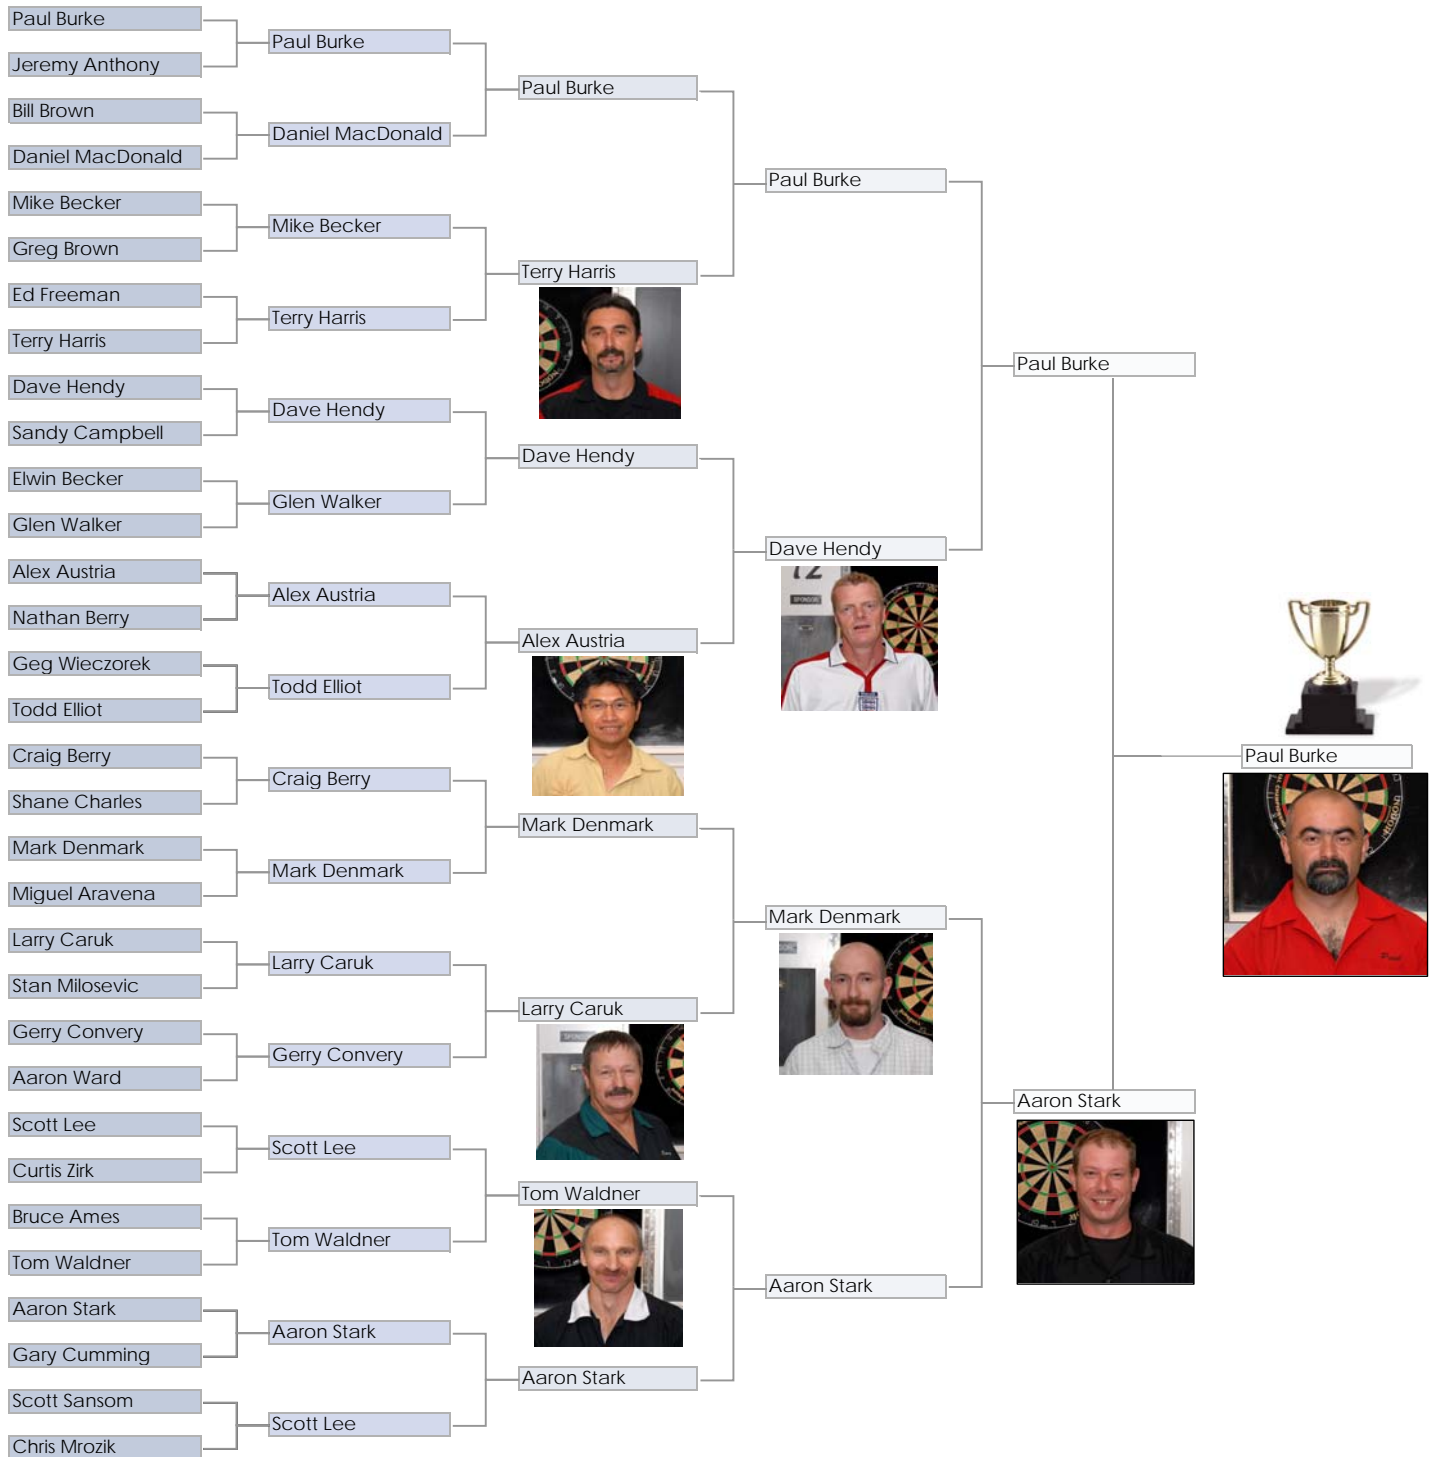 Paul Burke
Jeremy Anthony
Bill Brown
Daniel MacDonald
Mike Becker
Greg Brown
Ed Freeman
Terry Harris
Dave Hendy
Sandy Campbell
Elwin Becker
Glen Walker
Alex Austria
Nathan Berry
Geg Wieczorek
Todd Elliot
Craig Berry
Shane Charles
Mark Denmark
Miguel Aravena
Larry Caruk
Stan Milosevic
Gerry Convery
Aaron Ward
Scott Lee
Curtis Zirk
Bruce Ames
Tom Waldner
Aaron Stark
Gary Cumming
Scott Sansom
Chris Mrozik
Paul Burke
Daniel MacDonald
Mike Becker
Terry Harris
Dave Hendy
Glen Walker
Alex Austria
Todd Elliot
Craig Berry
Mark Denmark
Larry Caruk
Gerry Convery
Scott Lee
Tom Waldner
Aaron Stark
Scott Lee
Paul Burke
Terry Harris
Dave Hendy
Alex Austria
Mark Denmark
Larry Caruk
Tom Waldner
Aaron Stark
Paul Burke
Dave Hendy
12
Mark Denmark
Aaron Stark
Paul Burke
Aaron Stark
Paul Burke